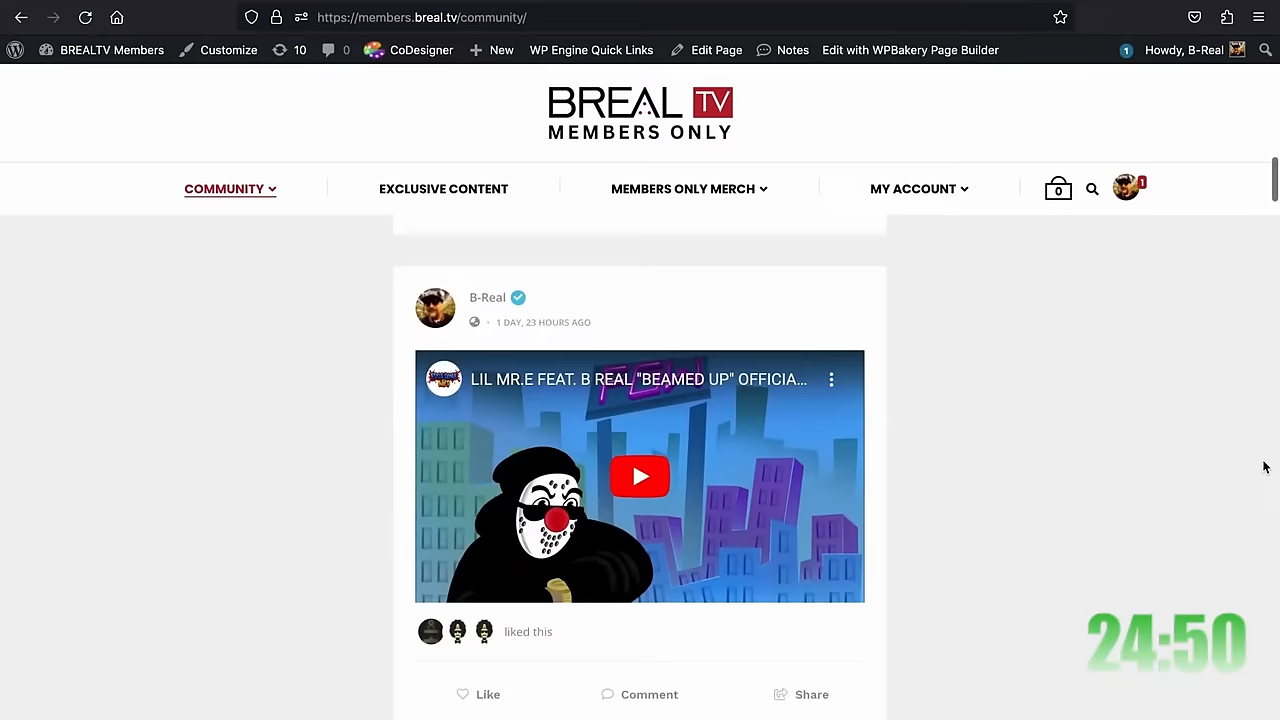 https://members.breal.tv/community/
BREALTV Members Customize 10 0 CoDesigner New WP Engine Quick Links Edit Page Notes Edit with WPBakery Page Builder 1 Howdy, B-Real
BREAL TV
MEMBERS ONLY
COMMUNITY EXCLUSIVE CONTENT MEMBERS ONLY MERCH MY ACCOUNT 0 1
B-Real
1 DAY, 23 HOURS AGO
LIL MR.E FEAT. B REAL "BEAMED UP" OFFICIA...
liked this
24:50
Like Comment Share